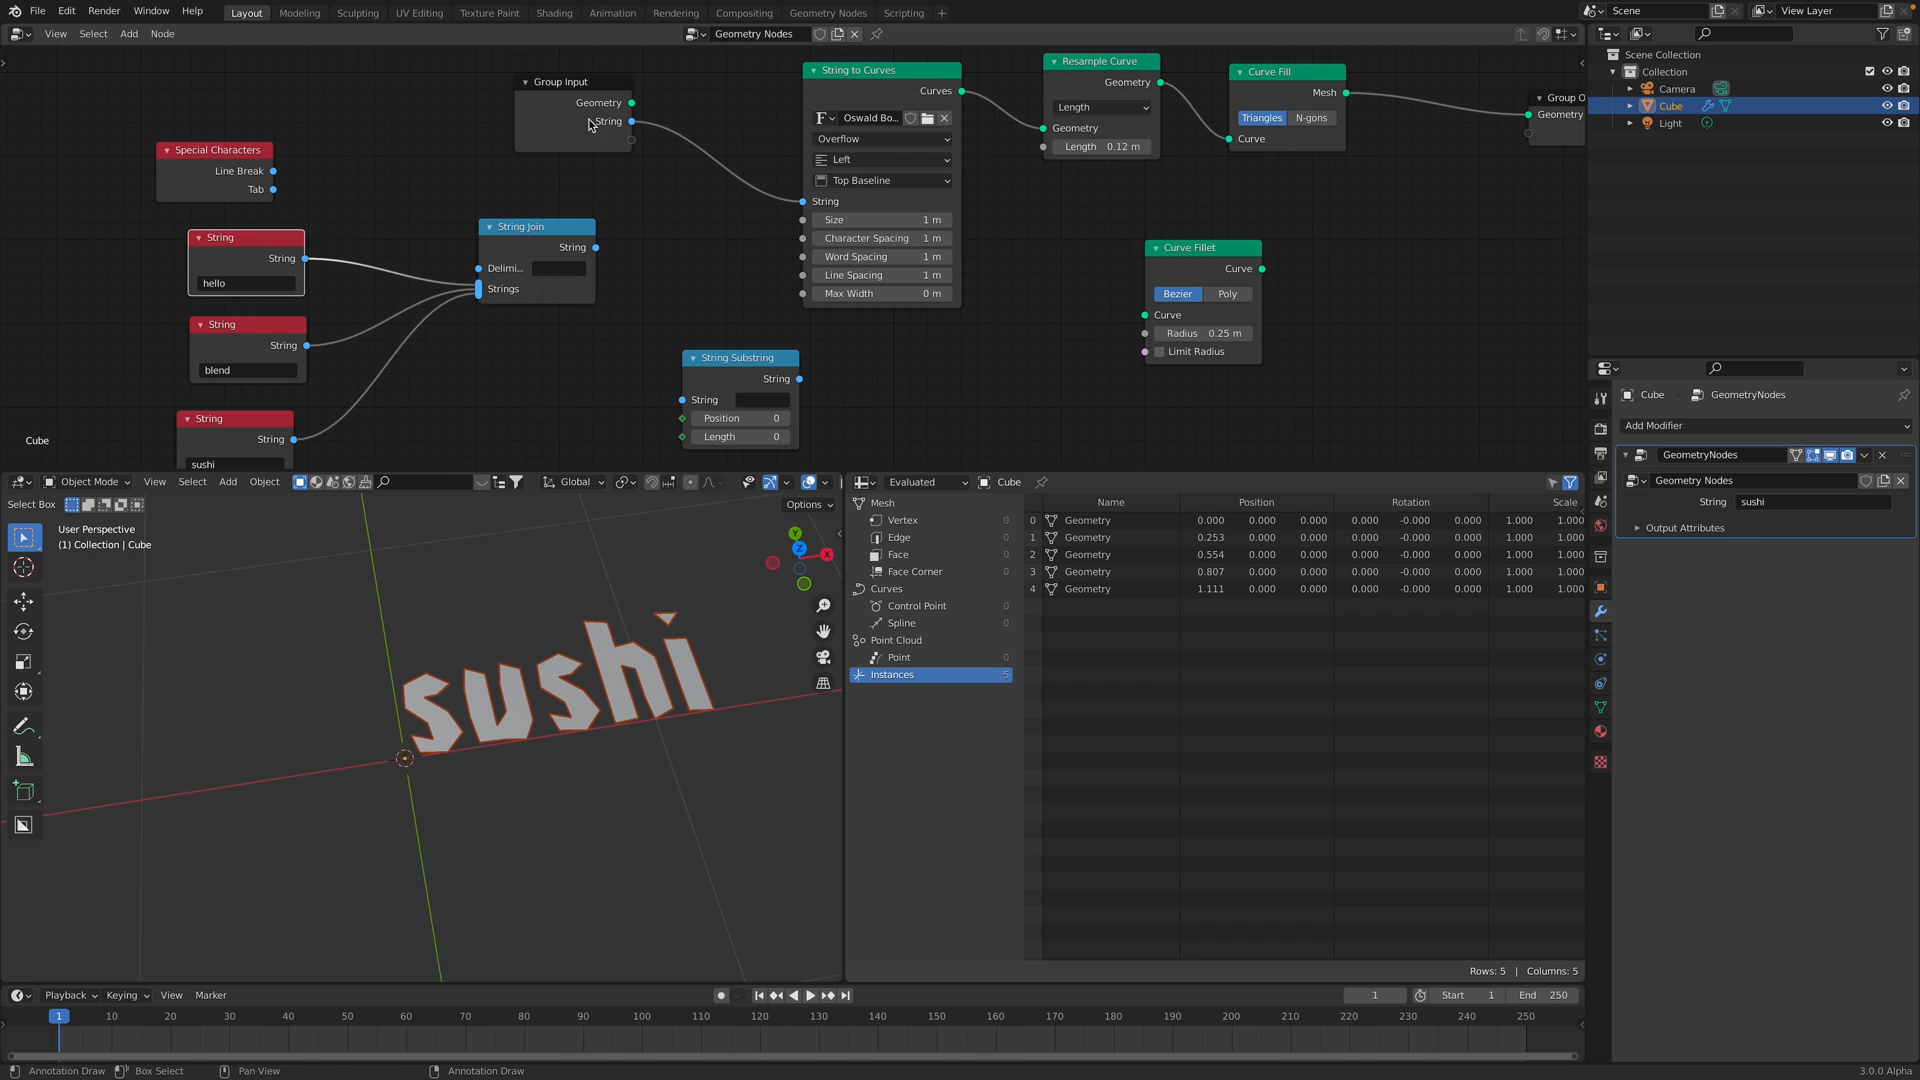 File Edit Render Window Help Layout Modeling Sculpting UV Editing Texture Paint Shading Animation Rendering Compositing Geometry Nodes Scripting + Scene View Layer
View Select Add Node Geometry Nodes
Group Input
Geometry
String
Special Characters
Line Break
Tab
String
String
hello
String
String
blend
String
String
sushi
String Join
String
Delimi...
Strings
String to Curves
Curves
Oswald Bo...
Overflow
Left
Top Baseline
String
Size 1 m
Character Spacing 1 m
Word Spacing 1 m
Line Spacing 1 m
Max Width 0 m
String Substring
String
String
Position 0
Length 0
Resample Curve
Geometry
Length
Geometry
Length 0.12 m
Curve Fill
Mesh
Triangles N-gons
Curve
Curve Fillet
Curve
Bezier Poly
Curve
Radius 0.25 m
Limit Radius
Group O
Geometry
Cube
Scene Collection
Collection
Camera
Cube
Light
Cube GeometryNodes
Add Modifier
GeometryNodes
Geometry Nodes
String sushi
Output Attributes
Object Mode View Select Add Object Global
Select Box Options
User Perspective
(1) Collection | Cube
Y
Z X
sushi
Evaluated Cube
Mesh
Vertex 0
Edge 0
Face 0
Face Corner 0
Curves
Control Point 0
Spline 0
Point Cloud
Point 0
Instances 5
Name Position Rotation Scale
0 Geometry 0.000 0.000 0.000 0.000 -0.000 0.000 1.000 1.000
1 Geometry 0.253 0.000 0.000 0.000 -0.000 0.000 1.000 1.000
2 Geometry 0.554 0.000 0.000 0.000 -0.000 0.000 1.000 1.000
3 Geometry 0.807 0.000 0.000 0.000 -0.000 0.000 1.000 1.000
4 Geometry 1.111 0.000 0.000 0.000 -0.000 0.000 1.000 1.000
Rows: 5 | Columns: 5
Playback Keying View Marker 1 Start 1 End 250
1 10 20 30 40 50 60 70 80 90 100 110 120 130 140 150 160 170 180 190 200 210 220 230 240 250
Annotation Draw Box Select Pan View Annotation Draw 3.0.0 Alpha